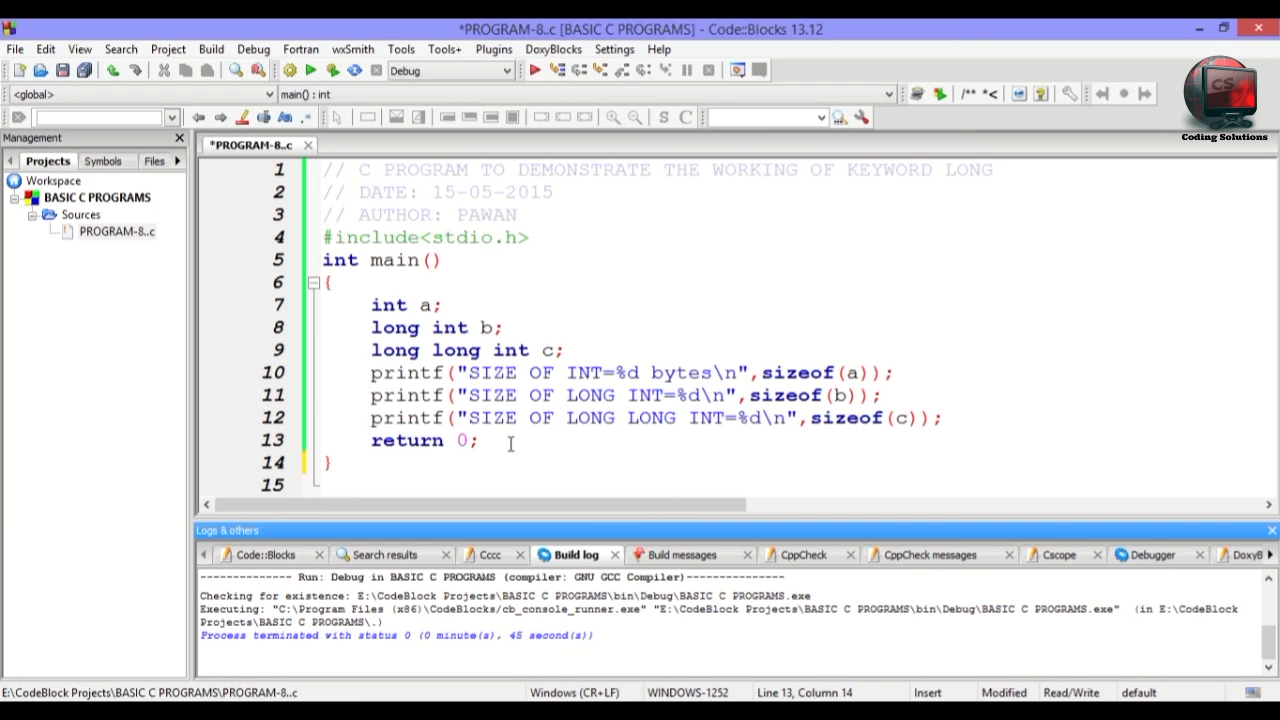 *PROGRAM-8..c [BASIC C PROGRAMS] - Code::Blocks 13.12
File Edit View Search Project Build Debug Fortran wxSmith Tools Tools+ Plugins DoxyBlocks Settings Help
Debug
<global> main() : int
/** *<
S C
CS
Coding Solutions
Management
*PROGRAM-8..c
Projects Symbols Files
Workspace
BASIC C PROGRAMS
Sources
PROGRAM-8..c
1 // C PROGRAM TO DEMONSTRATE THE WORKING OF KEYWORD LONG
2 // DATE: 15-05-2015
3 // AUTHOR: PAWAN
4 #include<stdio.h>
5 int main()
6 {
7 int a;
8 long int b;
9 long long int c;
10 printf("SIZE OF INT=%d bytes\n",sizeof(a));
11 printf("SIZE OF LONG INT=%d\n",sizeof(b));
12 printf("SIZE OF LONG LONG INT=%d\n",sizeof(c));
13 return 0;
14 }
15
Logs & others
Code::Blocks Search results Cccc Build log Build messages CppCheck CppCheck messages Cscope Debugger DoxyB
-------------- Run: Debug in BASIC C PROGRAMS (compiler: GNU GCC Compiler)---------------
Checking for existence: E:\CodeBlock Projects\BASIC C PROGRAMS\bin\Debug\BASIC C PROGRAMS.exe
Executing: "C:\Program Files (x86)\CodeBlocks/cb_console_runner.exe" "E:\CodeBlock Projects\BASIC C PROGRAMS\bin\Debug\BASIC C PROGRAMS.exe" (in E:\CodeBlock
Projects\BASIC C PROGRAMS\.)
Process terminated with status 0 (0 minute(s), 45 second(s))
E:\CodeBlock Projects\BASIC C PROGRAMS\PROGRAM-8..c Windows (CR+LF) WINDOWS-1252 Line 13, Column 14 Insert Modified Read/Write default